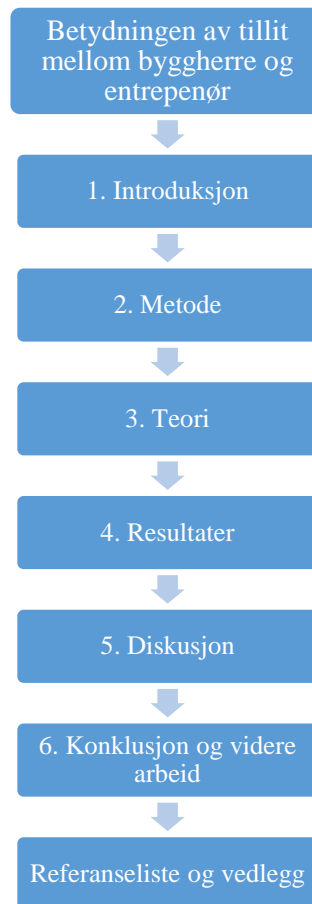 Betydningen av tillit
mellom byggherre og
entrepenør
1. Introduksjon
2. Metode
3. Teori
4. Resultater
5. Diskusjon
6. Konklusjon og videre
arbeid
Referanseliste og vedlegg